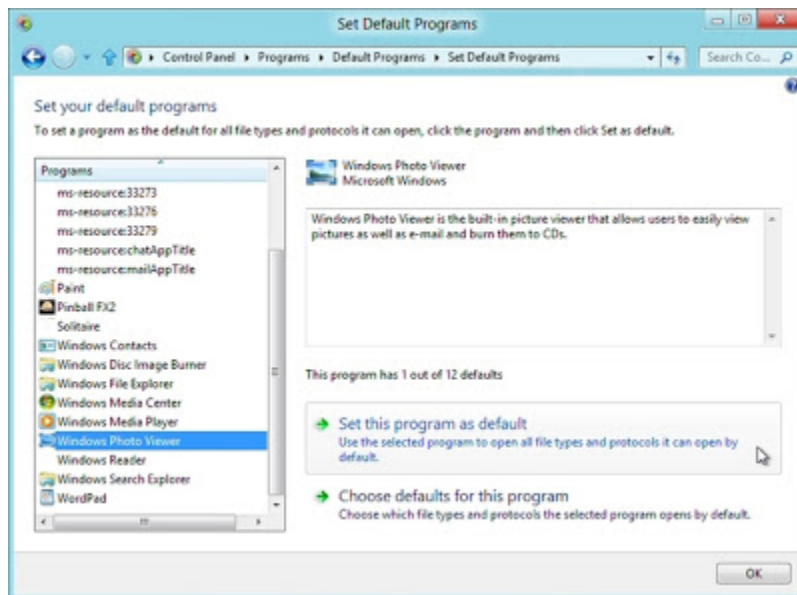 Set Default Programs
Control Panel Programs Default Programs Set Default Programs
Search Co...
Set your default programs
To set a program as the default for all file types and protocols it can open, click the program and then click Set as default.
Programs
ms-resource:33273
ms-resource:33276
ms-resource:33279
ms-resource:chatAppTitle
ms-resource:mailAppTitle
Paint
Pinball FX2
Solitaire
Windows Contacts
Windows Disc Image Burner
Windows File Explorer
Windows Media Center
Windows Media Player
Windows Photo Viewer
Windows Reader
Windows Search Explorer
WordPad
Windows Photo Viewer
Microsoft Windows
Windows Photo Viewer is the built-in picture viewer that allows users to easily view
pictures as well as e-mail and burn them to CDs.
This program has 1 out of 12 defaults
Set this program as default
Use the selected program to open all file types and protocols it can open by
default.
Choose defaults for this program
Choose which file types and protocols the selected program opens by default.
OK